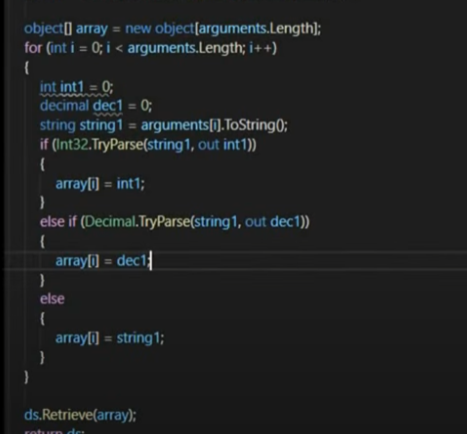 object[] array = new object[arguments.Length];
for (int i = 0; i < arguments.Length; i++)
{
int int1 = 0;
decimal dec1 = 0;
string string1 = arguments[i].ToString();
if (Int32.TryParse(string1, out int1))
{
array[i] = int1;
}
else if (Decimal.TryParse(string1, out dec1))
{
array[i] = dec1;
}
else
{
array[i] = string1;
}
}
ds.Retrieve(array);
return ds;